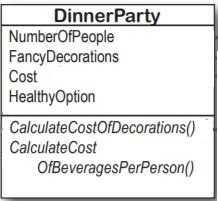 DinnerParty
NumberOfPeople
FancyDecorations
Cost
HealthyOption
CalculateCostOfDecorations()
CalculateCost
OfBeveragesPerPerson()